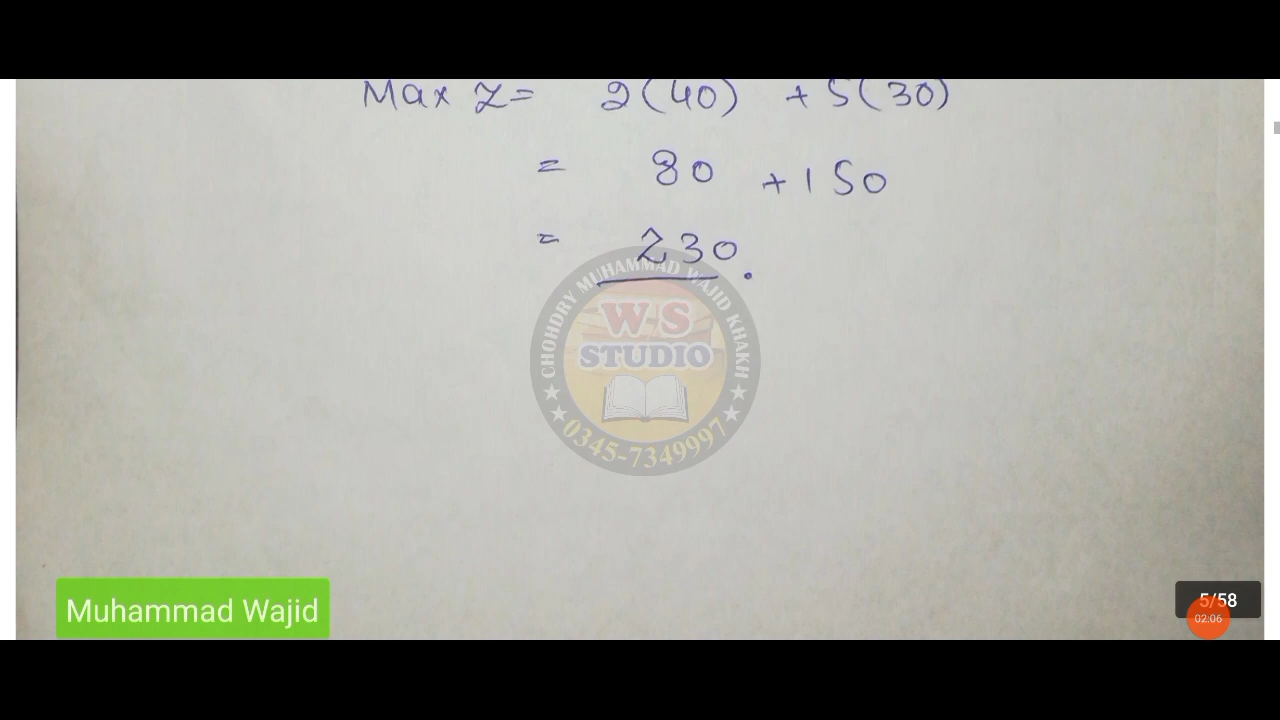 Max Z= 2(40) + 5(30)
= 80 +150
= 230.
CHOHDRY MUHAMMAD WAJID KHAKH
WS
STUDIO
0345-7349997
Muhammad Wajid
5/58
02:06